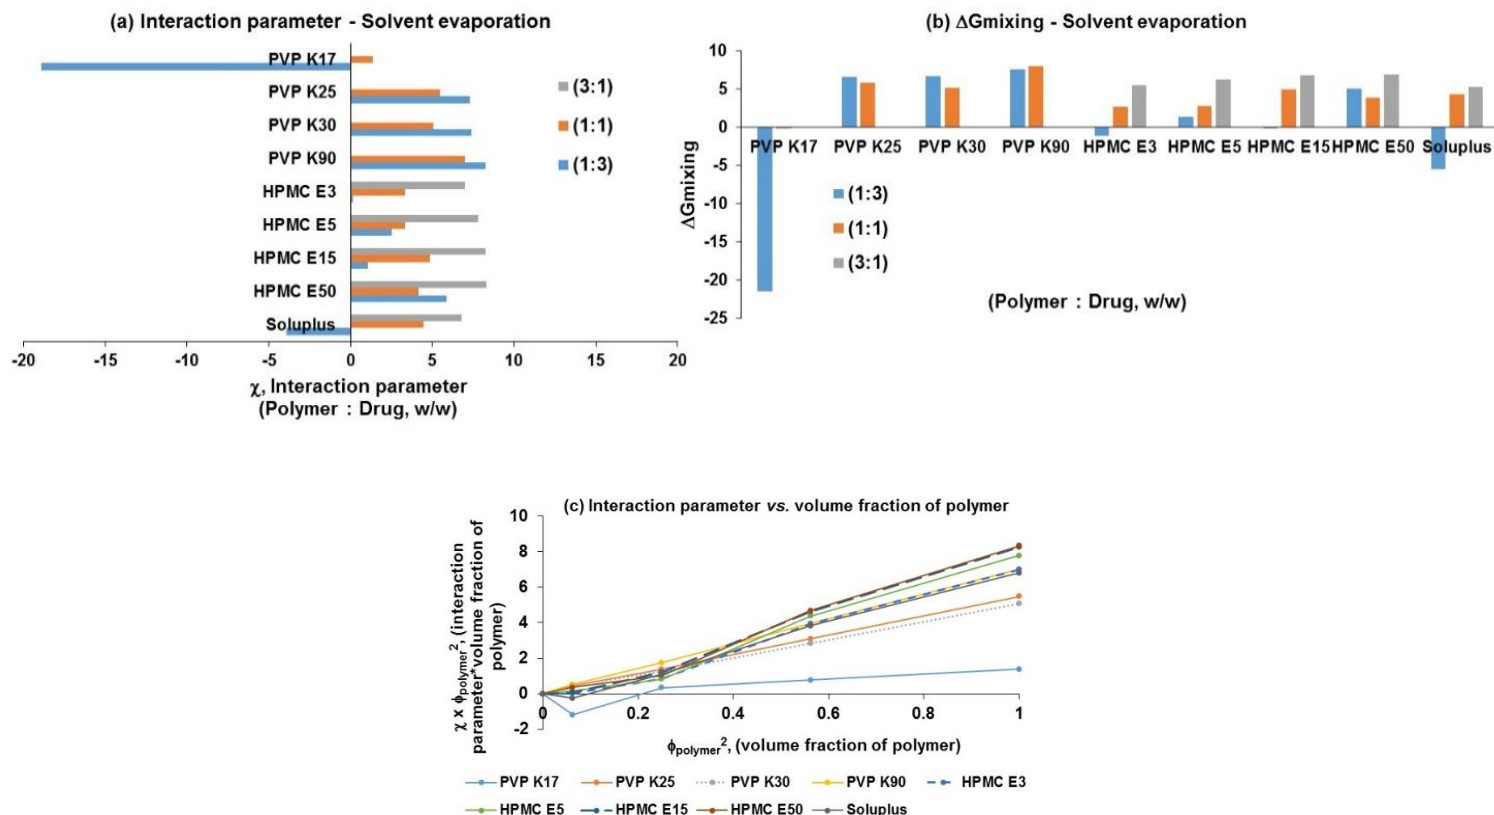 (a) Interaction parameter - Solvent evaporation
PVP K17
PVP K25
PVP K30
PVP K90
HPMC E3
HPMC E5
HPMC E15
HPMC E50
Soluplus
(3:1)
(1:1)
(1:3)
-20 -15 -10 -5 0 5 10 15 20
χ, Interaction parameter
(Polymer : Drug, w/w)
(b) ΔGmixing - Solvent evaporation
ΔGmixing
10
5
0
-5
-10
-15
-20
-25
PVP K17 PVP K25 PVP K30 PVP K90 HPMC E3 HPMC E5 HPMC E15 HPMC E50 Soluplus
(1:3)
(1:1)
(3:1)
(Polymer : Drug, w/w)
(c) Interaction parameter vs. volume fraction of polymer
χ x ϕpolymer², (interaction
parameter*volume fraction of
polymer)
10
8
6
4
2
0
-2
0 0.2 0.4 0.6 0.8 1
ϕpolymer², (volume fraction of polymer)
PVP K17 PVP K25 PVP K30 PVP K90 HPMC E3
HPMC E5 HPMC E15 HPMC E50 Soluplus